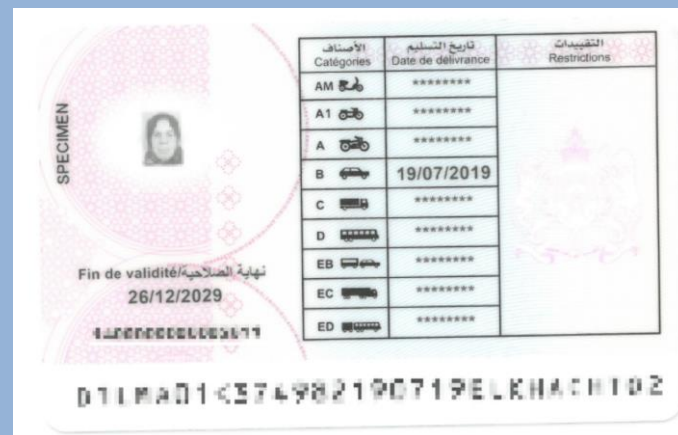 SPECIMEN
الأصناف تاريخ التسليم التقييدات
Catégories Date de délivrance Restrictions
AM ********
A1 ********
A ********
B 19/07/2019
C ********
D ********
EB ********
EC ********
ED ********
Fin de validité/نهاية الصلاحية
26/12/2029